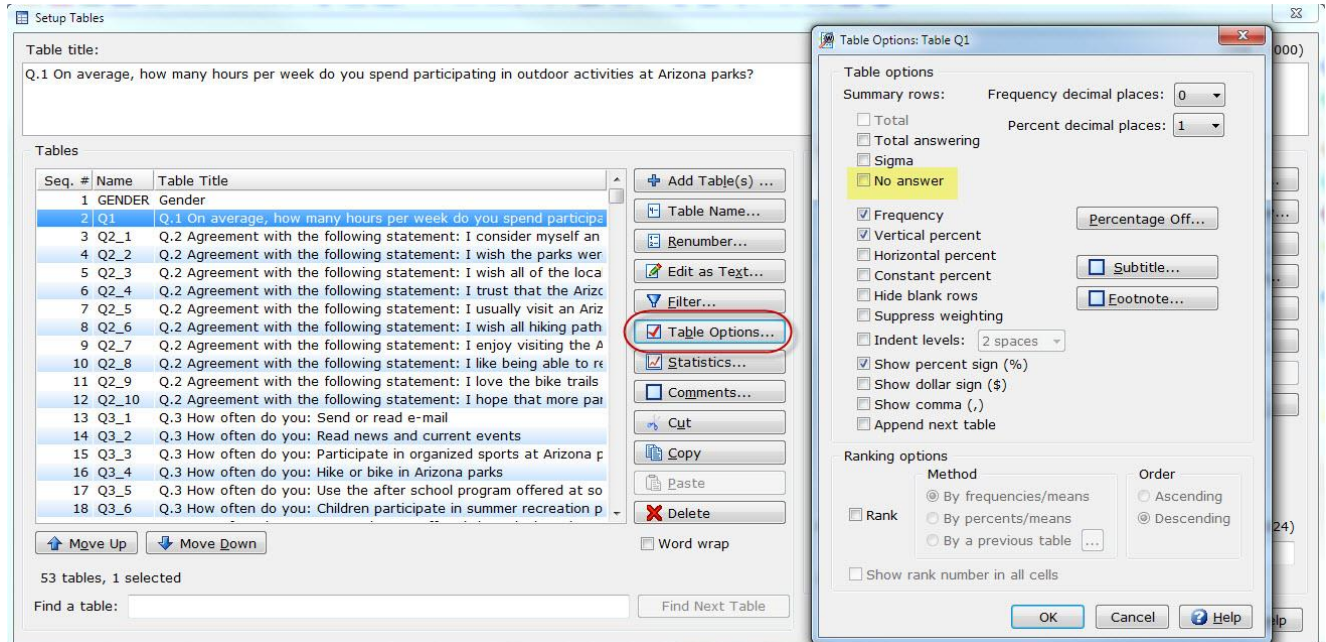 Setup Tables
Table title:
Q.1 On average, how many hours per week do you spend participating in outdoor activities at Arizona parks?
Tables
Seq. # Name Table Title
1 GENDER Gender
2 Q1 Q.1 On average, how many hours per week do you spend participa
3 Q2_1 Q.2 Agreement with the following statement: I consider myself an
4 Q2_2 Q.2 Agreement with the following statement: I wish the parks wer
5 Q2_3 Q.2 Agreement with the following statement: I wish all of the loca
6 Q2_4 Q.2 Agreement with the following statement: I trust that the Arizo
7 Q2_5 Q.2 Agreement with the following statement: I usually visit an Ariz
8 Q2_6 Q.2 Agreement with the following statement: I wish all hiking path
9 Q2_7 Q.2 Agreement with the following statement: I enjoy visiting the A
10 Q2_8 Q.2 Agreement with the following statement: I like being able to re
11 Q2_9 Q.2 Agreement with the following statement: I love the bike trails
12 Q2_10 Q.2 Agreement with the following statement: I hope that more par
13 Q3_1 Q.3 How often do you: Send or read e-mail
14 Q3_2 Q.3 How often do you: Read news and current events
15 Q3_3 Q.3 How often do you: Participate in organized sports at Arizona p
16 Q3_4 Q.3 How often do you: Hike or bike in Arizona parks
17 Q3_5 Q.3 How often do you: Use the after school program offered at so
18 Q3_6 Q.3 How often do you: Children participate in summer recreation p
Add Table(s) ...
Table Name...
Renumber...
Edit as Text...
Filter...
Table Options...
Statistics...
Comments...
Cut
Copy
Paste
Delete
Word wrap
Move Up
Move Down
53 tables, 1 selected
Find a table:
Find Next Table
Table Options: Table Q1
Table options
Summary rows:
Frequency decimal places: 0
Total
Percent decimal places: 1
Total answering
Sigma
No answer
Frequency
Percentage Off...
Vertical percent
Horizontal percent
Constant percent
Subtitle...
Hide blank rows
Footnote...
Suppress weighting
Indent levels: 2 spaces
Show percent sign (%)
Show dollar sign ($)
Show comma (,)
Append next table
Ranking options
Method
Order
By frequencies/means
Ascending
Rank
By percents/means
Descending
By a previous table ...
Show rank number in all cells
OK
Cancel
Help
000)
24)
lp